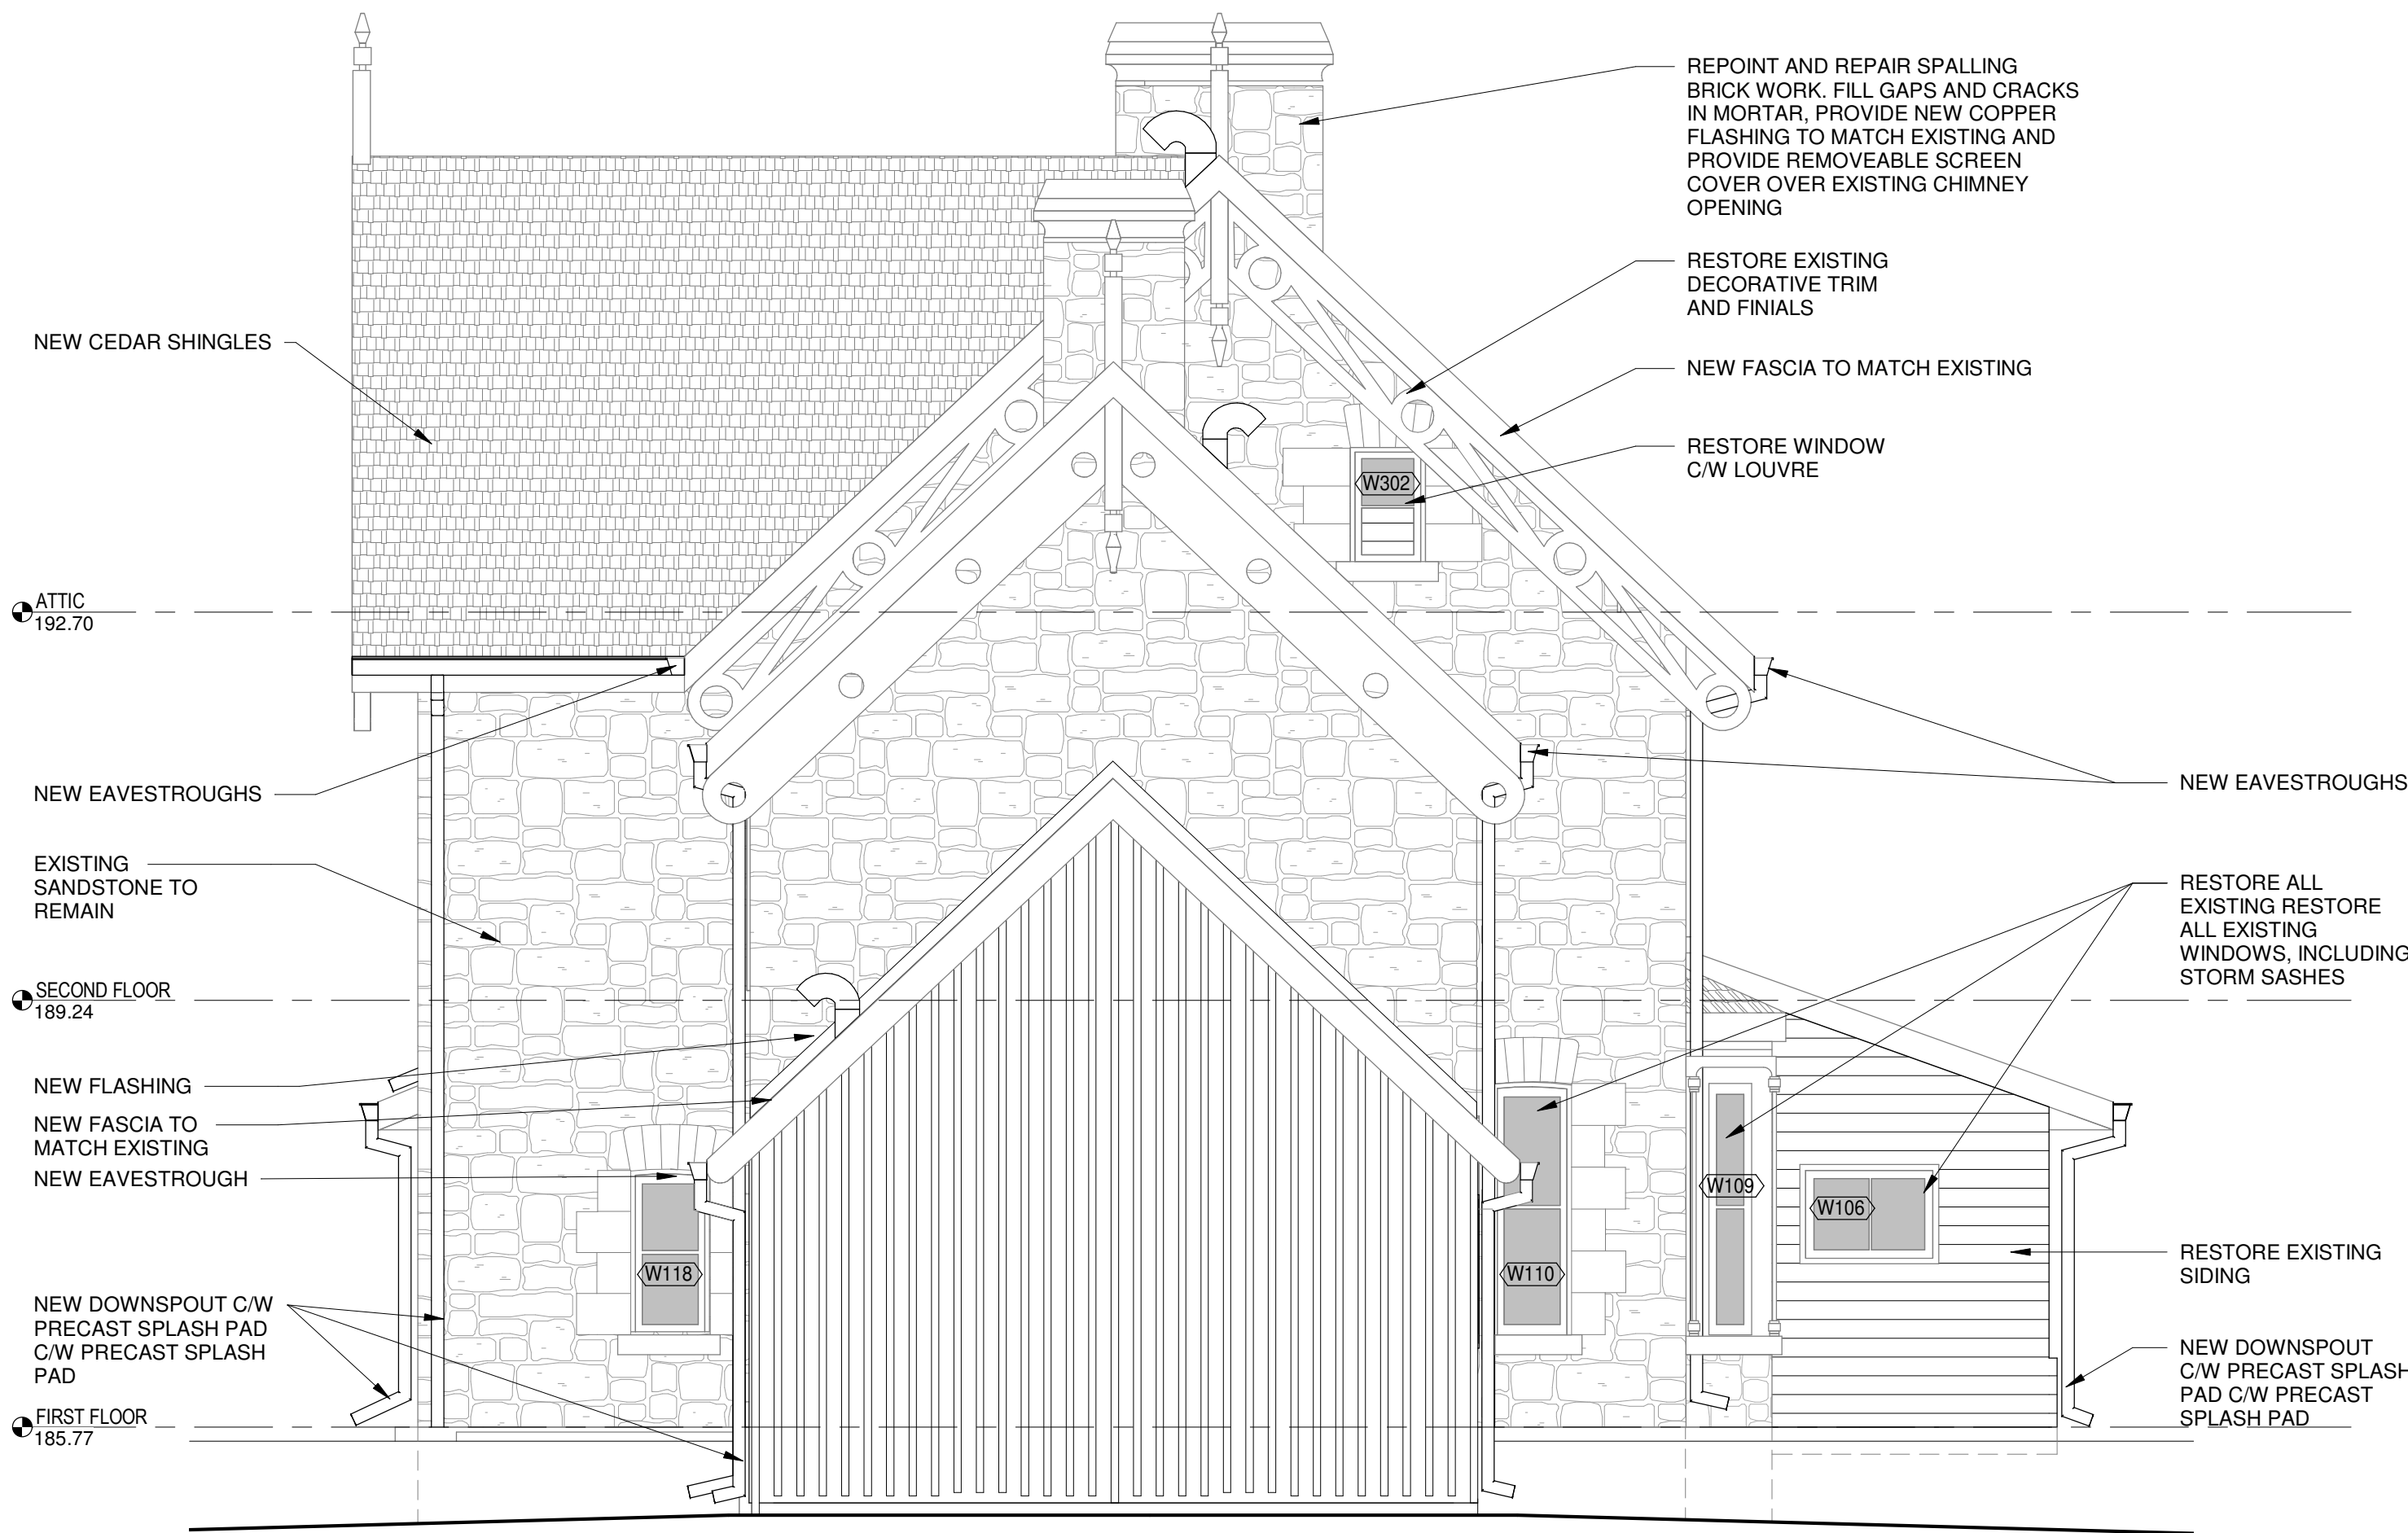 REPOINT AND REPAIR SPALLING
BRICK WORK. FILL GAPS AND CRACKS
IN MORTAR, PROVIDE NEW COPPER
FLASHING TO MATCH EXISTING AND
PROVIDE REMOVEABLE SCREEN
COVER OVER EXISTING CHIMNEY
OPENING
RESTORE EXISTING
DECORATIVE TRIM
AND FINIALS
NEW CEDAR SHINGLES
NEW FASCIA TO MATCH EXISTING
RESTORE WINDOW
C/W LOUVRE
W302
ATTIC
192.70
NEW EAVESTROUGHS
NEW EAVESTROUGHS
EXISTING
SANDSTONE TO
REMAIN
RESTORE ALL
EXISTING RESTORE
ALL EXISTING
WINDOWS, INCLUDING
STORM SASHES
SECOND FLOOR
189.24
NEW FLASHING
NEW FASCIA TO
MATCH EXISTING
NEW EAVESTROUGH
W118
W110
W109
W106
RESTORE EXISTING
SIDING
NEW DOWNSPOUT C/W
PRECAST SPLASH PAD
C/W PRECAST SPLASH
PAD
NEW DOWNSPOUT
C/W PRECAST SPLASH
PAD C/W PRECAST
SPLASH PAD
FIRST FLOOR
185.77